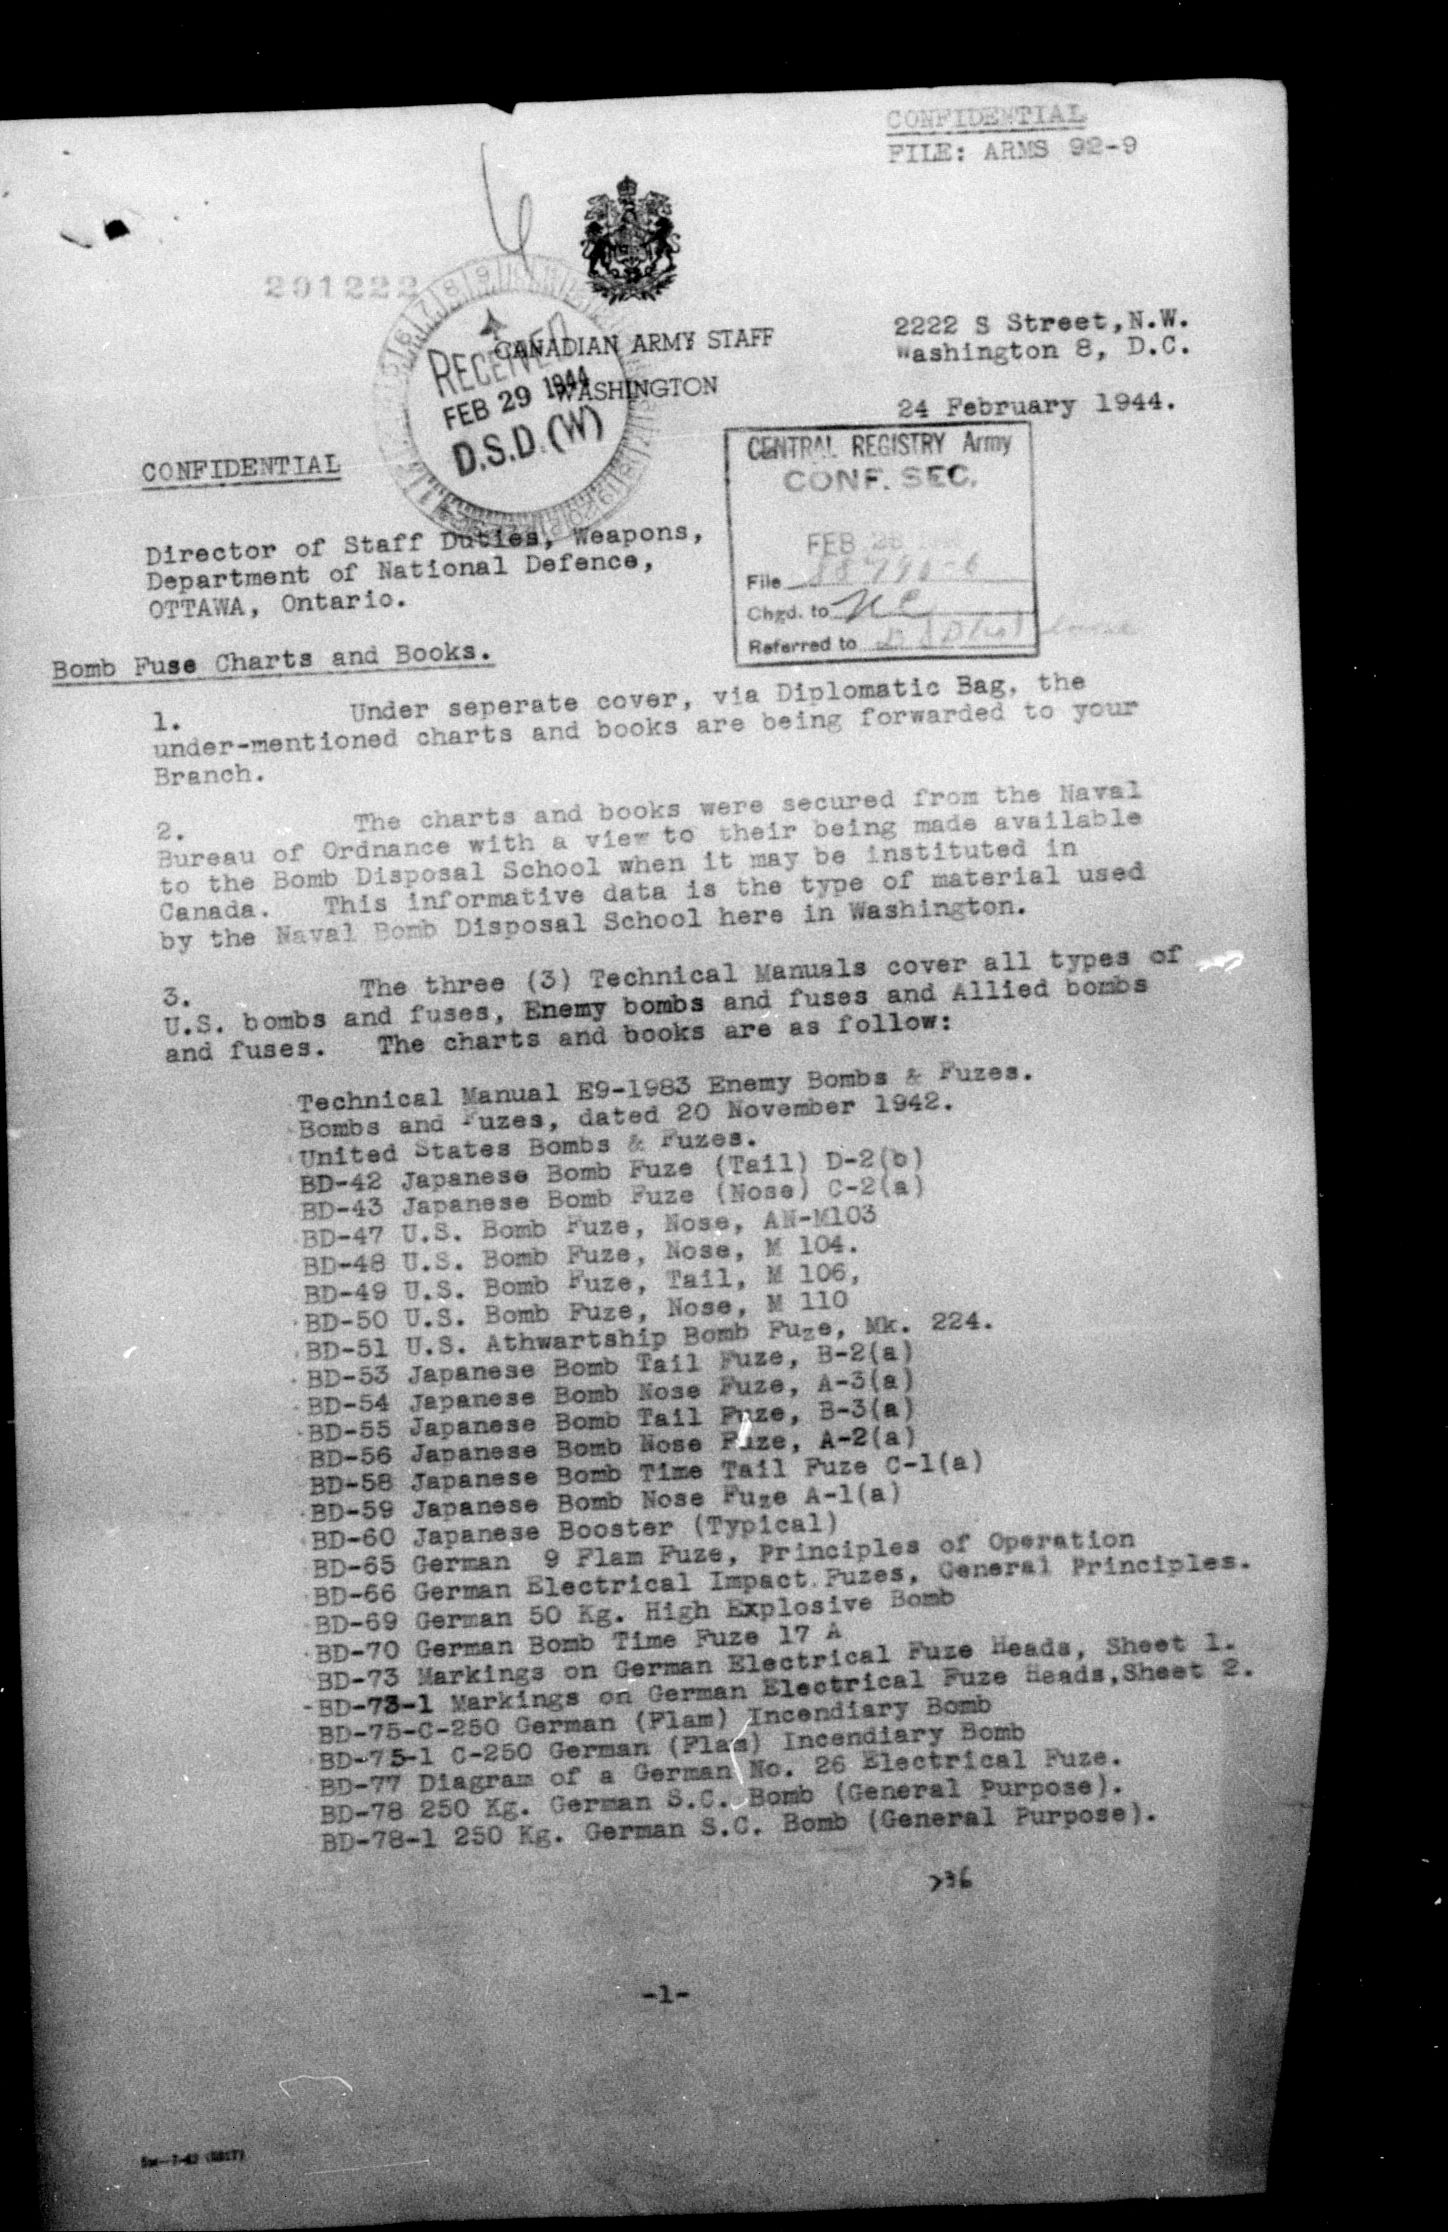 CONFIDENTIAL
FILE: ARMS 92-9
201222
RECEIVED
FEB 29 1944
D.S.D.(W)
CANADIAN ARMY STAFF
WASHINGTON
2222 S Street, N.W.
Washington 8, D.C.
24 February 1944.
CENTRAL REGISTRY Army
CONF. SEC.
FEB 28
File
Chgd. to
Referred to
CONFIDENTIAL
Director of Staff Duties, Weapons,
Department of National Defence,
OTTAWA, Ontario.
Bomb Fuse Charts and Books.
1. Under seperate cover, via Diplomatic Bag, the
under-mentioned charts and books are being forwarded to your
Branch.
2. The charts and books were secured from the Naval
Bureau of Ordnance with a view to their being made available
to the Bomb Disposal School when it may be instituted in
Canada. This informative data is the type of material used
by the Naval Bomb Disposal School here in Washington.
3. The three (3) Technical Manuals cover all types of
U.S. bombs and fuses, Enemy bombs and fuses and Allied bombs
and fuses. The charts and books are as follow:
Technical Manual E9-1983 Enemy Bombs & Fuzes.
Bombs and Fuzes, dated 20 November 1942.
United States Bombs & Fuzes.
BD-42 Japanese Bomb Fuze (Tail) D-2(b)
BD-43 Japanese Bomb Fuze (Nose) C-2(a)
BD-47 U.S. Bomb Fuze, Nose, AN-M103
BD-48 U.S. Bomb Fuze, Nose, M 104.
BD-49 U.S. Bomb Fuze, Tail, M 106,
BD-50 U.S. Bomb Fuze, Nose, M 110
BD-51 U.S. Athwartship Bomb Fuze, Mk. 224.
BD-53 Japanese Bomb Tail Fuze, B-2(a)
BD-54 Japanese Bomb Nose Fuze, A-3(a)
BD-55 Japanese Bomb Tail Fuze, B-3(a)
BD-56 Japanese Bomb Nose Fuze, A-2(a)
BD-58 Japanese Bomb Time Tail Fuze C-1(a)
BD-59 Japanese Bomb Nose Fuze A-1(a)
BD-60 Japanese Booster (Typical)
BD-65 German 9 Flam Fuze, Principles of Operation
BD-66 German Electrical Impact Fuzes, General Principles.
BD-69 German 50 Kg. High Explosive Bomb
BD-70 German Bomb Time Fuze 17 A
BD-73 Markings on German Electrical Fuze Heads, Sheet 1.
BD-73-1 Markings on German Electrical Fuze Heads, Sheet 2.
BD-75-C-250 German (Flam) Incendiary Bomb
BD-75-1 C-250 German (Flam) Incendiary Bomb
BD-77 Diagram of a German No. 26 Electrical Fuze.
BD-78 250 Kg. German S.C. Bomb (General Purpose).
BD-78-1 250 Kg. German S.C. Bomb (General Purpose).
-1-